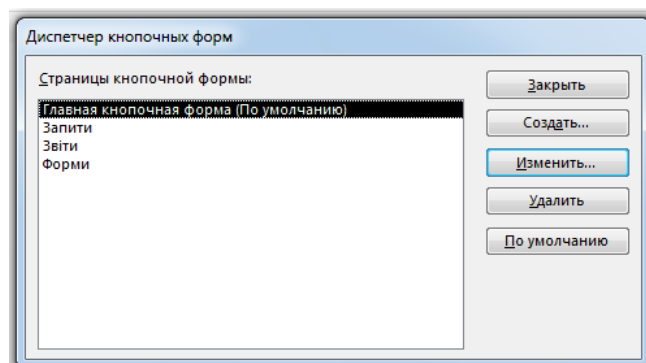 Диспетчер кнопочных форм
Страницы кнопочной формы:
Главная кнопочная форма (По умолчанию)
Запити
Звіти
Форми
Закрыть
Создать...
Изменить...
Удалить
По умолчанию